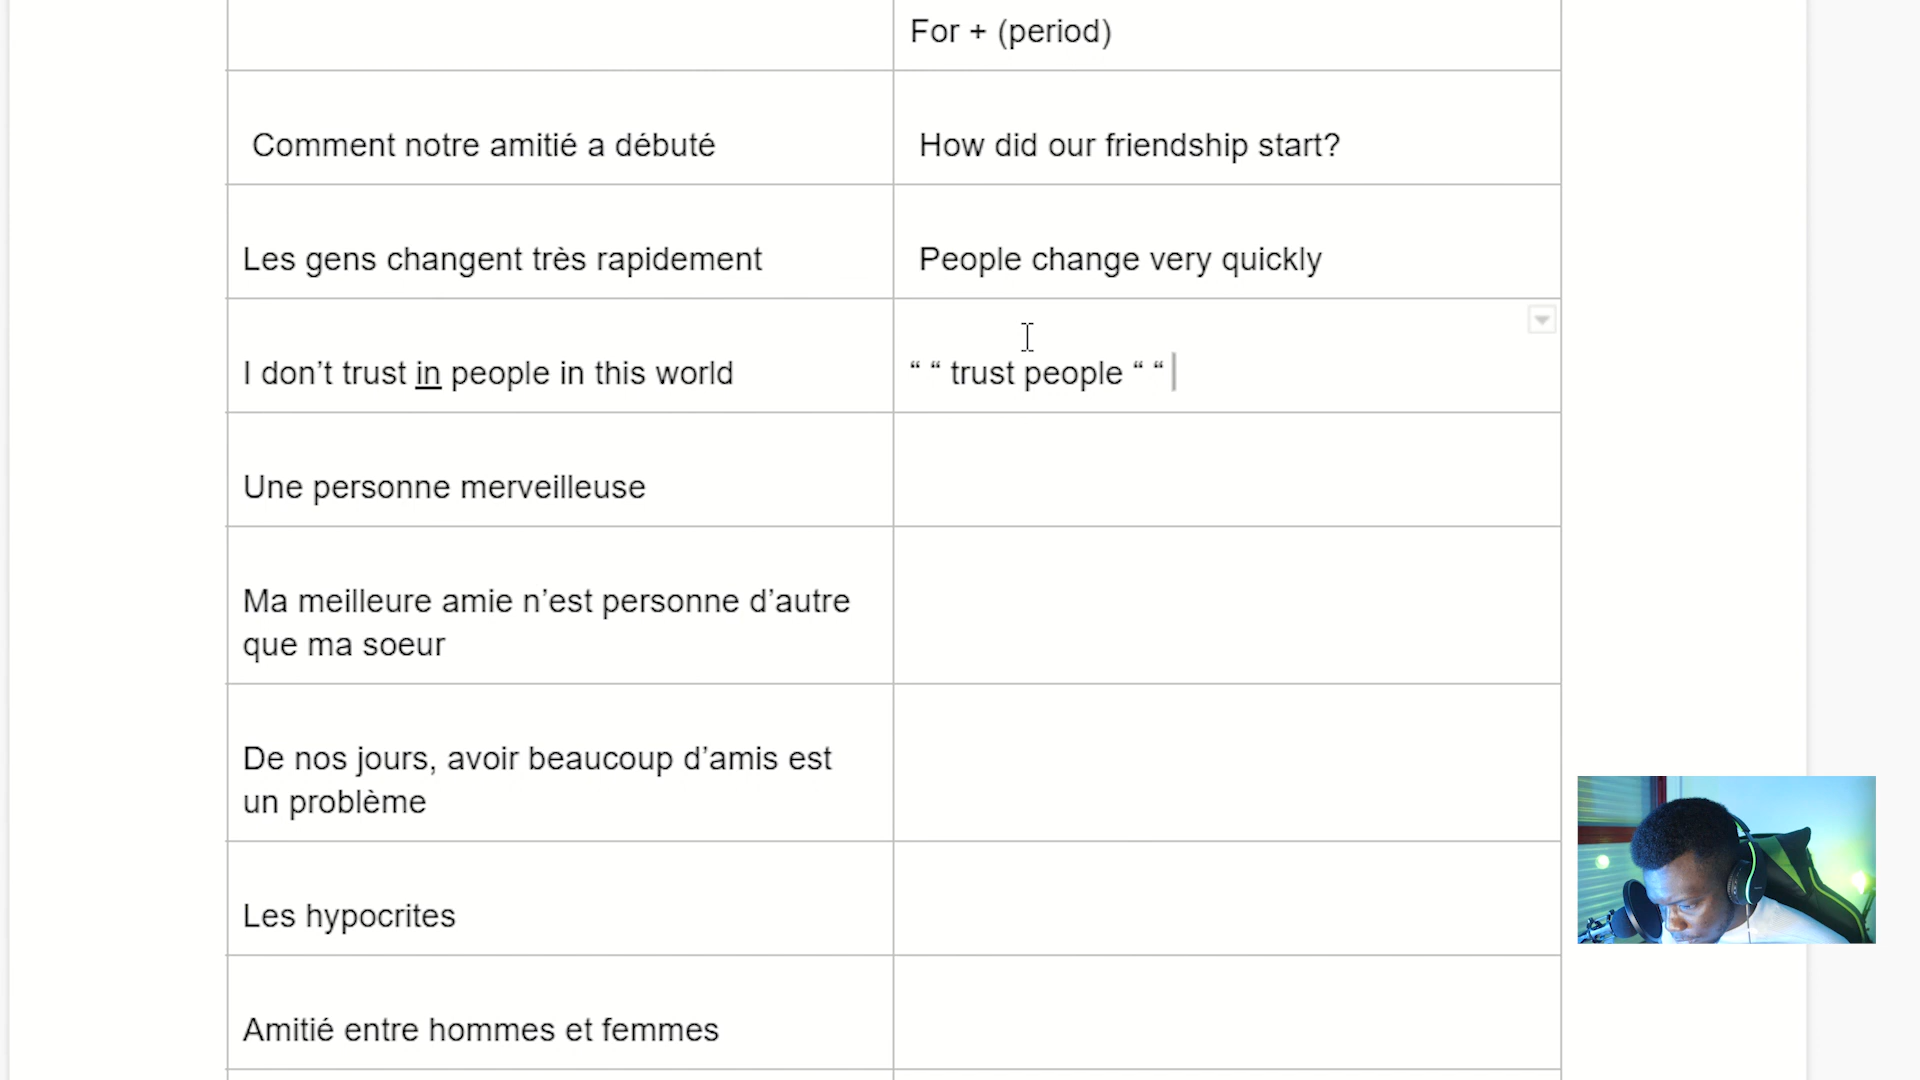 For + (period)
Comment notre amitié a débuté
How did our friendship start?
Les gens changent très rapidement
People change very quickly
I don’t trust in people in this world
“ “ trust people “ “
Une personne merveilleuse
Ma meilleure amie n’est personne d’autre
que ma soeur
De nos jours, avoir beaucoup d’amis est
un problème
Les hypocrites
Amitié entre hommes et femmes